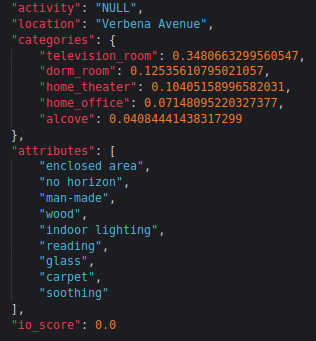 "activity": "NULL",
"location": "Verbena Avenue",
"categories": {
"television_room": 0.3480663299560547,
"dorm_room": 0.12535610795021057,
"home_theater": 0.10405158996582031,
"home_office": 0.07148095220327377,
"alcove": 0.04084441438317299
},
"attributes": [
"enclosed area",
"no horizon",
"man-made",
"wood",
"indoor lighting",
"reading",
"glass",
"carpet",
"soothing"
],
"io_score": 0.0